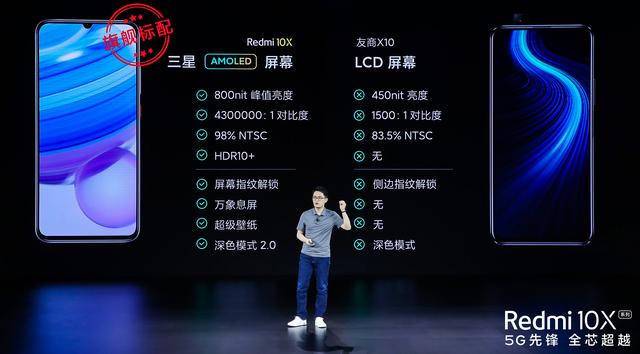 旗舰标配
Redmi 10X
三星 AMOLED 屏幕
800nit 峰值亮度
4300000:1 对比度
98% NTSC
HDR10+
屏幕指纹解锁
万象息屏
超级壁纸
深色模式 2.0
友商X10
LCD 屏幕
450nit 亮度
1500:1 对比度
83.5% NTSC
无
侧边指纹解锁
无
无
深色模式
Redmi 10X 系列
5G先锋 全芯超越